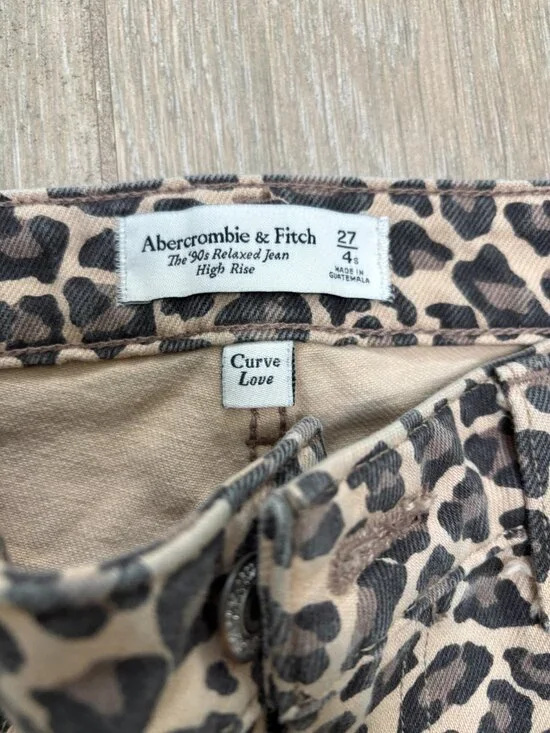 Abercrombie & Fitch
The '90s Relaxed Jean
High Rise
27
4S
MADE IN
GUATEMALA
Curve
Love